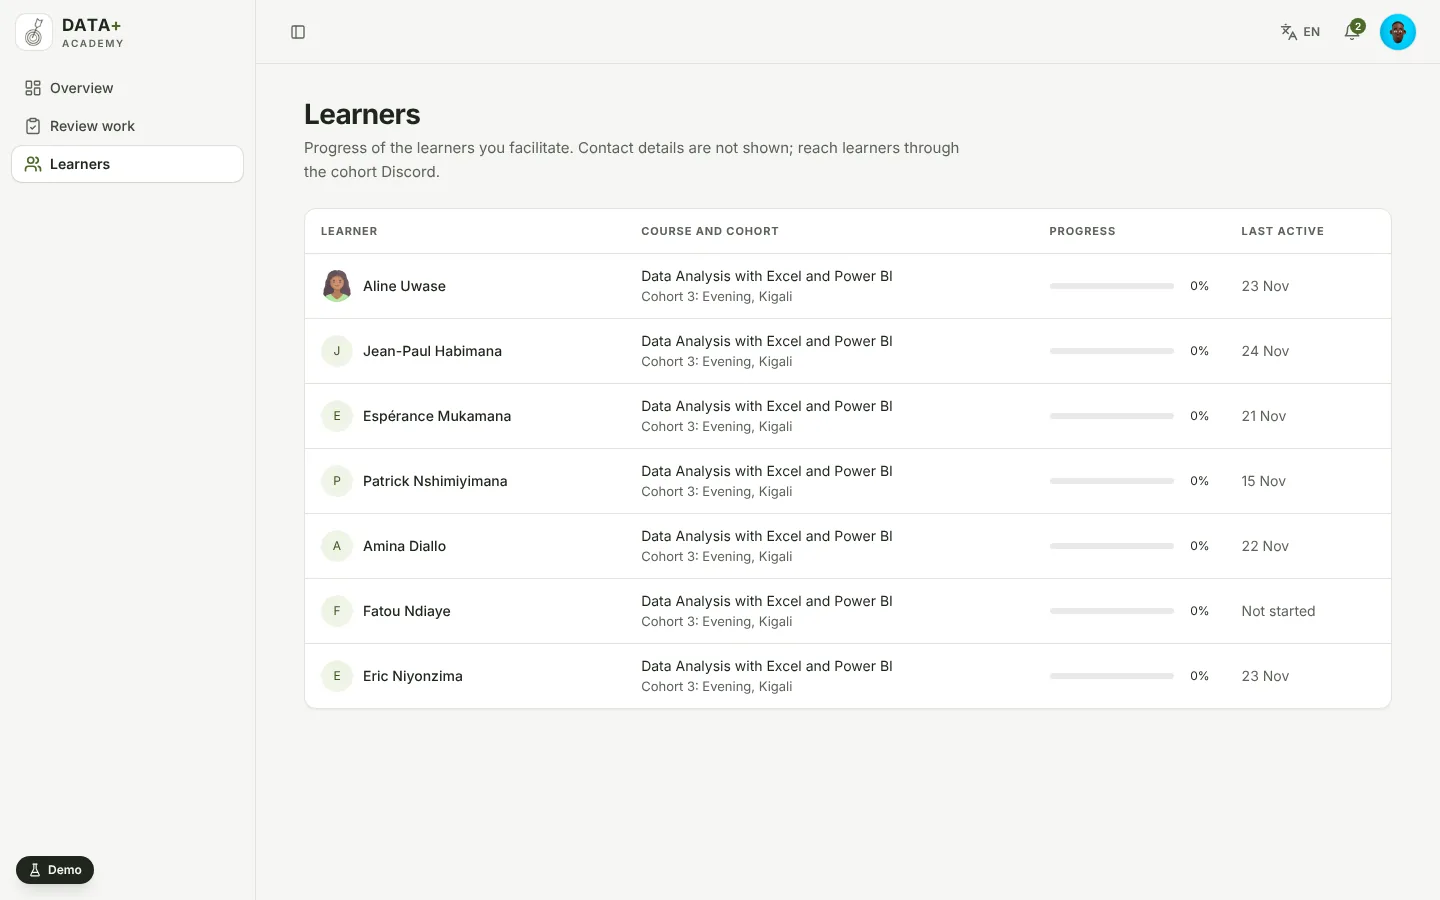 DATA+
ACADEMY
EN
2
Overview
Review work
Learners
Learners
Progress of the learners you facilitate. Contact details are not shown; reach learners through
the cohort Discord.
LEARNER COURSE AND COHORT PROGRESS LAST ACTIVE
Aline Uwase Data Analysis with Excel and Power BI 0% 23 Nov
Cohort 3: Evening, Kigali
J Jean-Paul Habimana Data Analysis with Excel and Power BI 0% 24 Nov
Cohort 3: Evening, Kigali
E Espérance Mukamana Data Analysis with Excel and Power BI 0% 21 Nov
Cohort 3: Evening, Kigali
P Patrick Nshimiyimana Data Analysis with Excel and Power BI 0% 15 Nov
Cohort 3: Evening, Kigali
A Amina Diallo Data Analysis with Excel and Power BI 0% 22 Nov
Cohort 3: Evening, Kigali
F Fatou Ndiaye Data Analysis with Excel and Power BI 0% Not started
Cohort 3: Evening, Kigali
E Eric Niyonzima Data Analysis with Excel and Power BI 0% 23 Nov
Cohort 3: Evening, Kigali
Demo